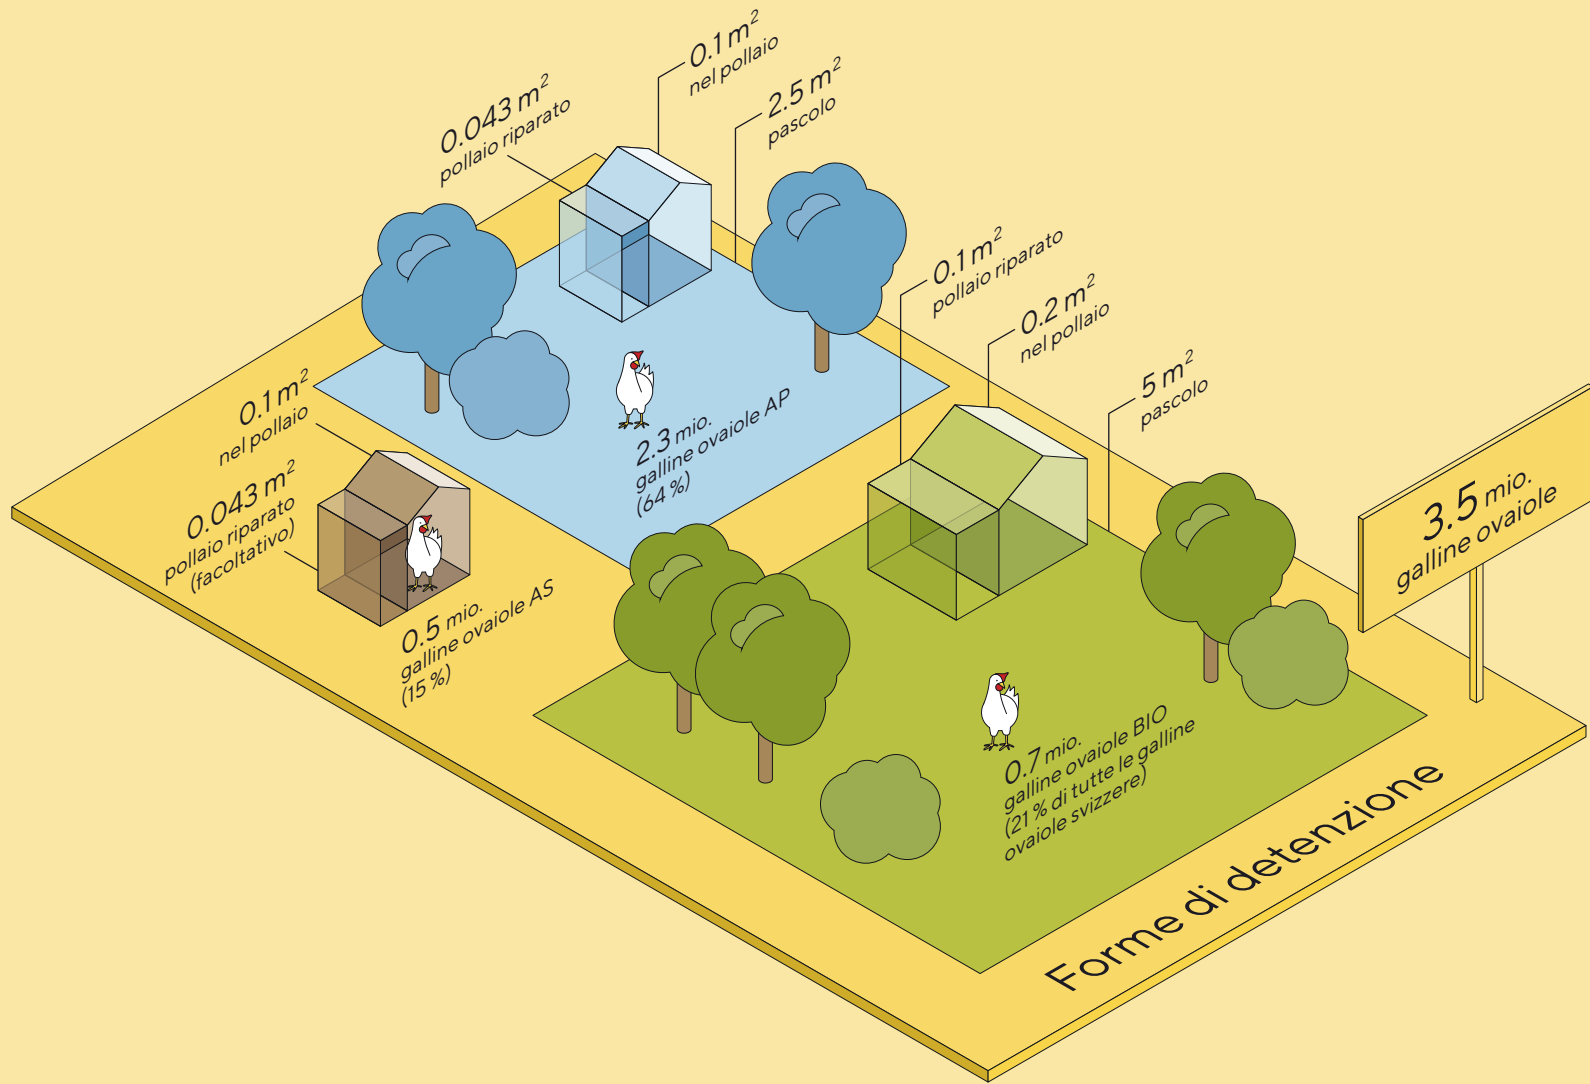 0.1 m²
nel pollaio
2.5 m²
pascolo
0.043 m²
pollaio riparato
2.3 mio.
galline ovaiole AP
(64 %)
0.1 m²
nel pollaio
0.043 m²
pollaio riparato
(facoltativo)
0.5 mio.
galline ovaiole AS
(15 %)
0.1 m²
pollaio riparato
0.2 m²
nel pollaio
5 m²
pascolo
0.7 mio.
galline ovaiole BIO
(21 % di tutte le galline
ovaiole svizzere)
3.5 mio.
galline ovaiole
Forme di detenzione